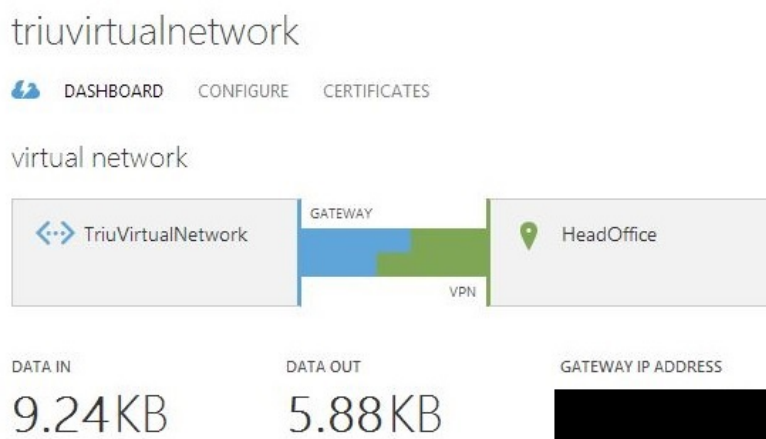 triuvirtualnetwork
DASHBOARD CONFIGURE CERTIFICATES
virtual network
TriuVirtualNetwork GATEWAY HeadOffice
VPN
DATA IN DATA OUT GATEWAY IP ADDRESS
9.24KB 5.88KB